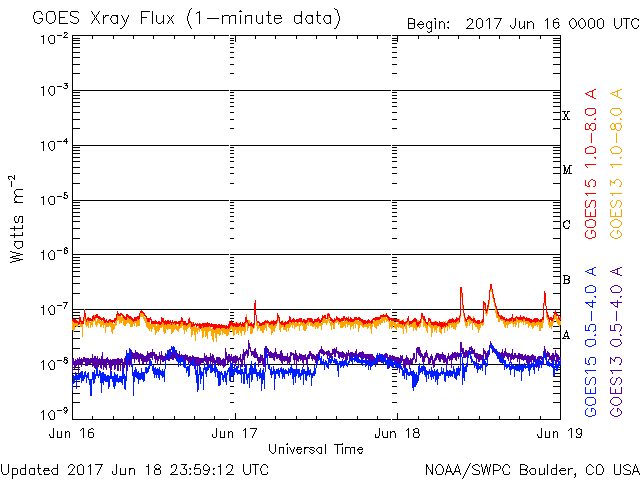 GOES Xray Flux (1-minute data)
Begin: 2017 Jun 16 0000 UTC
10⁻²
10⁻³
10⁻⁴
10⁻⁵
10⁻⁶
10⁻⁷
10⁻⁸
10⁻⁹
Watts m⁻²
X
M
C
B
A
GOES15 1.0-8.0 A
GOES13 1.0-8.0 A
GOES15 0.5-4.0 A
GOES13 0.5-4.0 A
Jun 16 Jun 17 Jun 18 Jun 19
Universal Time
Updated 2017 Jun 18 23:59:12 UTC
NOAA/SWPC Boulder, CO USA